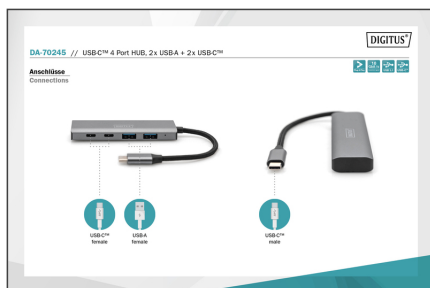 DIGITUS®
DA-70245 // USB-C™ 4 Port HUB, 2x USB-A + 2x USB-C™
Anschlüsse
Connections
USB-C™
female
USB-A
female
USB-C™
male